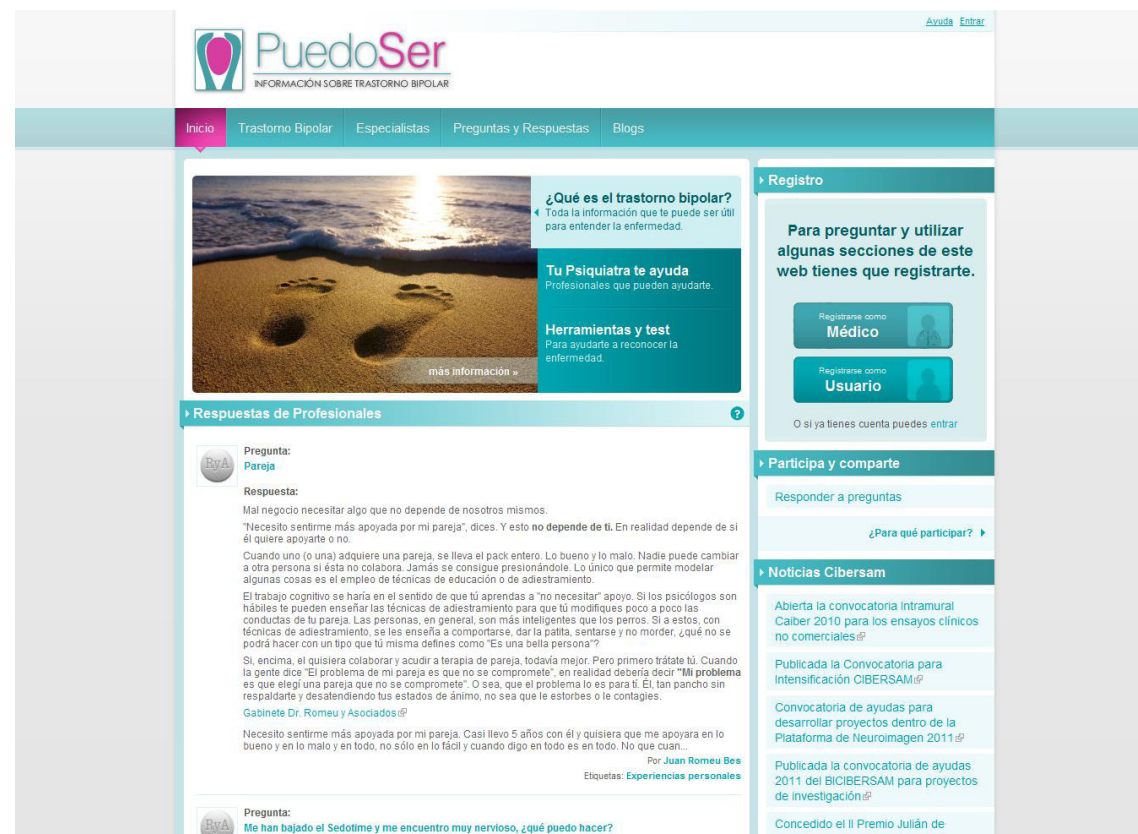 Ayuda Entrar
PuedoSer
INFORMACIÓN SOBRE TRASTORNO BIPOLAR
Inicio Trastorno Bipolar Especialistas Preguntas y Respuestas Blogs
¿Qué es el trastorno bipolar?
Toda la información que te puede ser útil
para entender la enfermedad.
Tu Psiquiatra te ayuda
Profesionales que pueden ayudarte.
Herramientas y test
Para ayudarte a reconocer la
enfermedad.
más información »
Respuestas de Profesionales
?
RyA
Pregunta:
Pareja
Respuesta:
Mal negocio necesitar algo que no depende de nosotros mismos.
"Necesito sentirme más apoyada por mi pareja", dices. Y esto no depende de ti. En realidad depende de si
él quiere apoyarte o no.
Cuando uno (o una) adquiere una pareja, se lleva el pack entero. Lo bueno y lo malo. Nadie puede cambiar
a otra persona si ésta no colabora. Jamás se consigue presionándole. Lo único que permite modelar
algunas cosas es el empleo de técnicas de educación o de adiestramiento.
El trabajo cognitivo se haría en el sentido de que tú aprendas a "no necesitar" apoyo. Si los psicólogos son
hábiles te pueden enseñar las técnicas de adiestramiento para que tú modifiques poco a poco las
conductas de tu pareja. Las personas, en general, son más inteligentes que los perros. Si a estos, con
técnicas de adiestramiento, se les enseña a comportarse, dar la patita, sentarse y no morder, ¿qué no se
podrá hacer con un tipo que tú misma defines como "Es una bella persona"?
Si, encima, el quisiera colaborar y acudir a terapia de pareja, todavía mejor. Pero primero trátate tú. Cuando
la gente dice "El problema de mi pareja es que no se compromete", en realidad debería decir "Mi problema
es que elegí una pareja que no se compromete". O sea, que el problema lo es para tí. Él, tan pancho sin
respaldarte y desatendiendo tus estados de ánimo, no sea que le estorbes o le contagies.
Gabinete Dr. Romeu y Asociados
Necesito sentirme más apoyada por mi pareja. Casi llevo 5 años con él y quisiera que me apoyara en lo
bueno y en lo malo y en todo, no sólo en lo fácil y cuando digo en todo es en todo. No que cuan...
Por Juan Romeu Bes
Etiquetas: Experiencias personales
RyA
Pregunta:
Me han bajado el Sedotime y me encuentro muy nervioso, ¿qué puedo hacer?
Registro
Para preguntar y utilizar
algunas secciones de este
web tienes que registrarte.
Registrarse como
Médico
Registrarse como
Usuario
O si ya tienes cuenta puedes entrar
Participa y comparte
Responder a preguntas
¿Para qué participar?
Noticias Cibersam
Abierta la convocatoria Intramural
Caiber 2010 para los ensayos clínicos
no comerciales
Publicada la Convocatoria para
Intensificación CIBERSAM
Convocatoria de ayudas para
desarrollar proyectos dentro de la
Plataforma de Neuroimagen 2011
Publicada la convocatoria de ayudas
2011 del BICIBERSAM para proyectos
de investigación
Concedido el II Premio Julián de